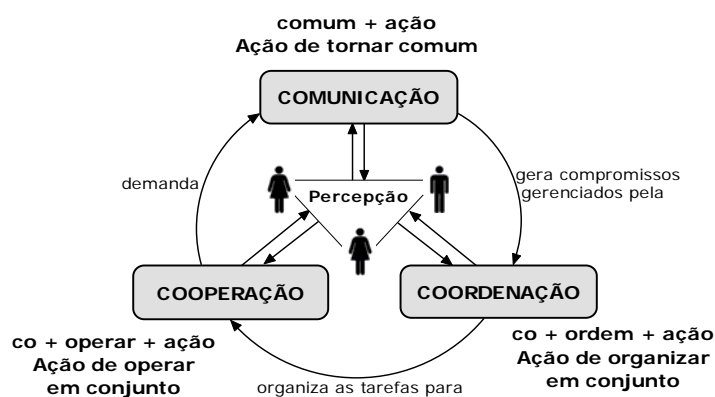 comum + ação
Ação de tornar comum
COMUNICAÇÃO
demanda
gera compromissos
gerenciados pela
Percepção
COOPERAÇÃO
COORDENAÇÃO
co + operar + ação
Ação de operar
em conjunto
co + ordem + ação
Ação de organizar
em conjunto
organiza as tarefas para